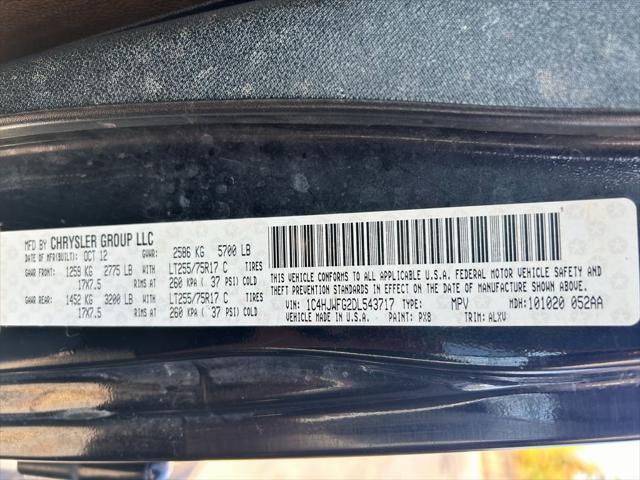 MFD BY CHRYSLER GROUP LLC
DATE OF MFR(BUILT): OCT 12 GVWR: 2586 KG 5700 LB
GAWR FRONT: 1259 KG 2775 LB WITH LT255/75R17 C TIRES
17X7.5 RIMS AT 260 KPA ( 37 PSI) COLD
GAWR REAR: 1452 KG 3200 LB WITH LT255/75R17 C TIRES
17X7.5 RIMS AT 260 KPA ( 37 PSI) COLD
THIS VEHICLE CONFORMS TO ALL APPLICABLE U.S.A. FEDERAL MOTOR VEHICLE SAFETY
AND THEFT PREVENTION STANDARDS IN EFFECT ON THE DATE OF MANUFACTURE SHOWN ABOVE.
VIN: 1C4HJWFG2DL543717 TYPE: MPV MDH: 101020 052AA
VEHICLE MADE IN U.S.A. PAINT: PX8 TRIM: ALXV